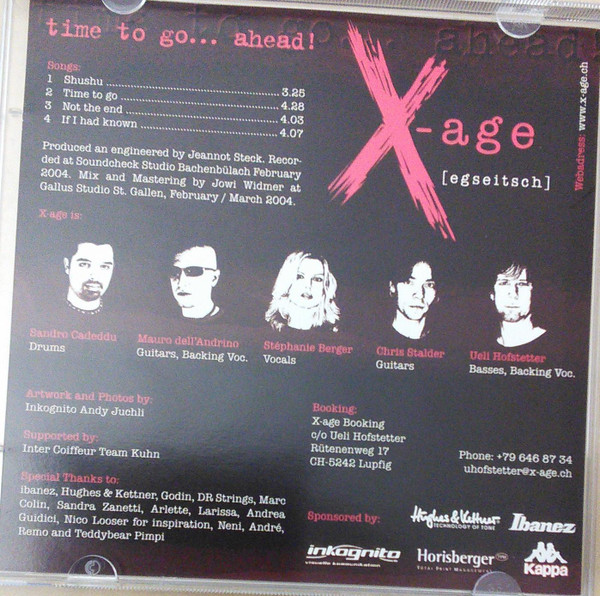 time to go... ahead!
Songs:
1 Shushu ........ 3.25
2 Time to go ........ 4.28
3 Not the end ........ 4.03
4 If I had known ........ 4.07
Produced an engineered by Jeannot Steck. Recor-
ded at Soundcheck Studio Bachenbülach February
2004. Mix and Mastering by Jowi Widmer at
Gallus Studio St. Gallen, February / March 2004.
X-age
[egseitsch]
Webadress: www.x-age.ch
X-age is:
Sandro Cadeddu
Drums
Mauro dell'Andrino
Guitars, Backing Voc.
Stéphanie Berger
Vocals
Chris Stalder
Guitars
Ueli Hofstetter
Basses, Backing Voc.
Artwork and Photos by:
Inkognito Andy Juchli
Supported by:
Inter Coiffeur Team Kuhn
Special Thanks to:
ibanez, Hughes & Kettner, Godin, DR Strings, Marc
Colin, Sandra Zanetti, Arlette, Larissa, Andrea
Guidici, Nico Looser for inspiration, Neni, André,
Remo and Teddybear Pimpi
Booking:
X-age Booking
c/o Ueli Hofstetter
Rütenenweg 17
CH-5242 Lupfig
Phone: +79 646 87 34
uhofstetter@x-age.ch
Sponsored by:
Hughes & Kettner
TECHNOLOGY OF TONE
Ibanez
inkognito
visuelle kommunikation
Horisberger
Kappa